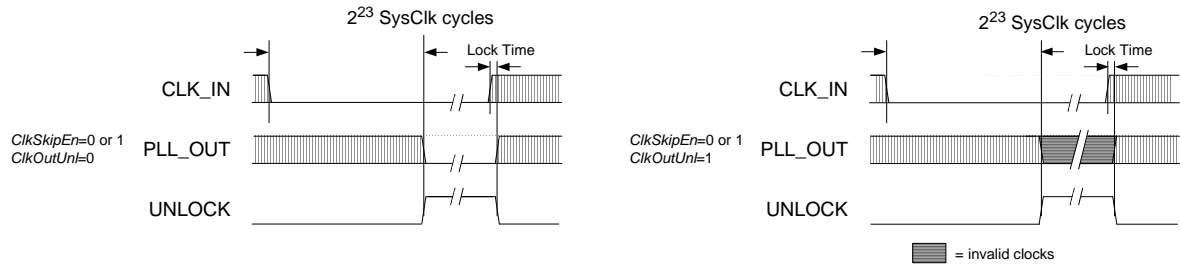 2²³ SysClk cycles
Lock Time
CLK_IN
ClkSkipEn=0 or 1
ClkOutUnl=0
PLL_OUT
UNLOCK
2²³ SysClk cycles
Lock Time
CLK_IN
ClkSkipEn=0 or 1
ClkOutUnl=1
PLL_OUT
UNLOCK
= invalid clocks